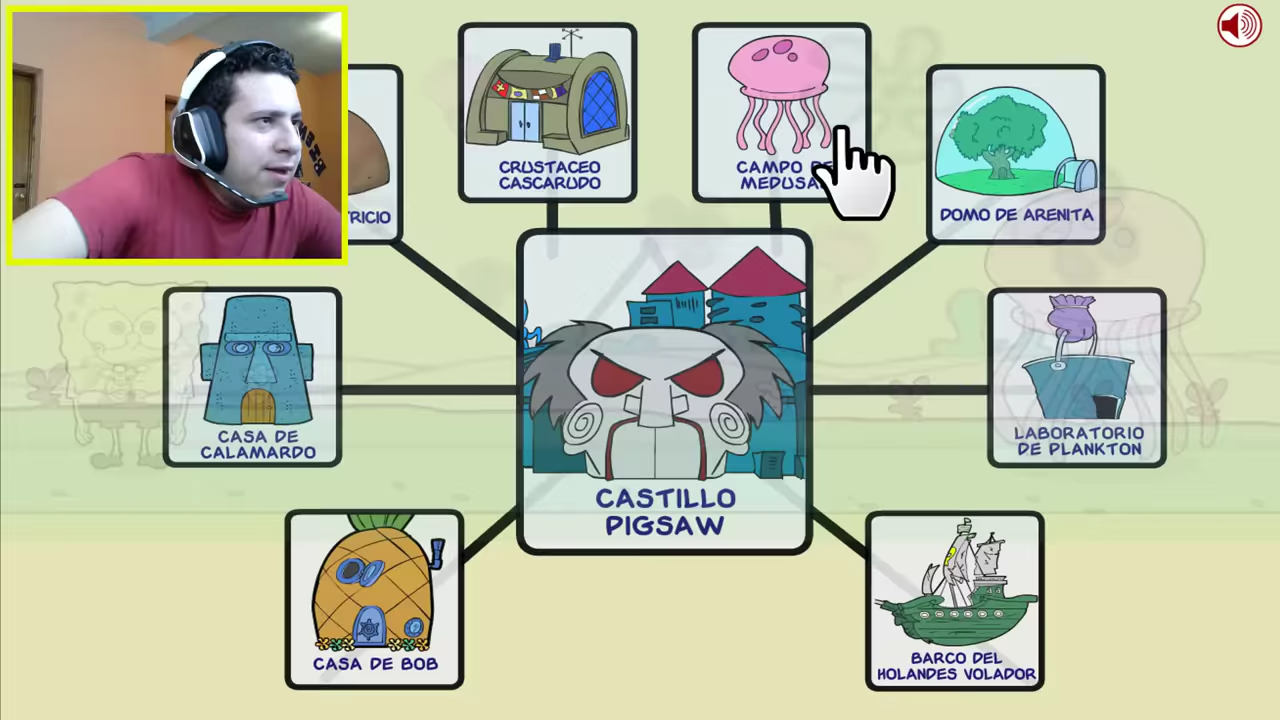 CRUSTACEO
CASCARUDO
CAMPO DE
MEDUSA
TRICIO
DOMO DE ARENITA
CASA DE
CALAMARDO
LABORATORIO
DE PLANKTON
CASTILLO
PIGSAW
CASA DE BOB
BARCO DEL
HOLANDES VOLADOR